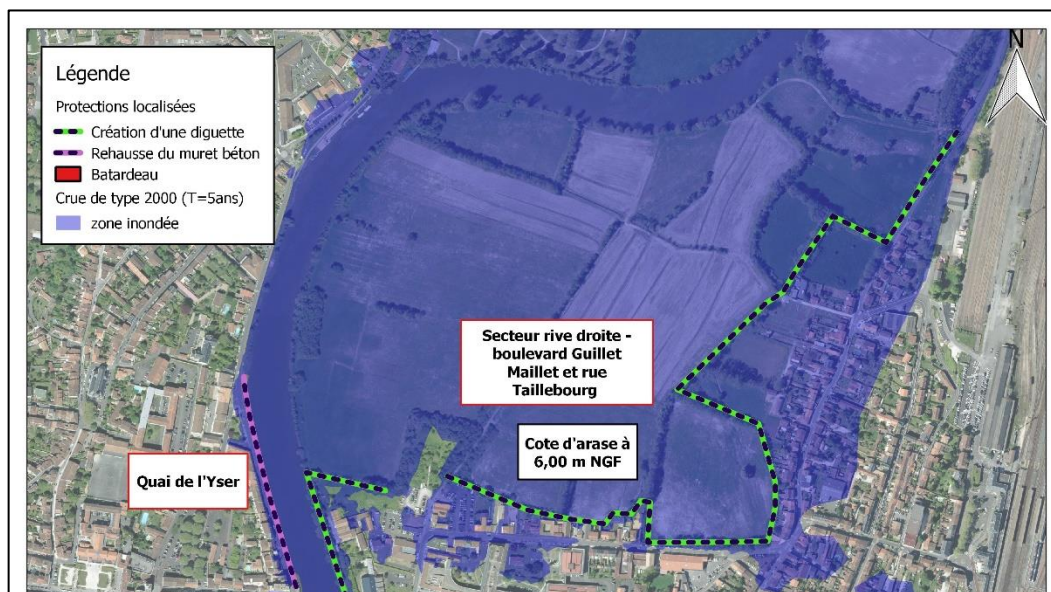 N
Légende
Protections localisées
Création d'une diguette
Rehausse du muret béton
Batardeau
Crue de type 2000 (T=5ans)
zone inondée
Secteur rive droite -
boulevard Guillet
Maillet et rue
Taillebourg
Cote d'arase à
6,00 m NGF
Quai de l'Yser